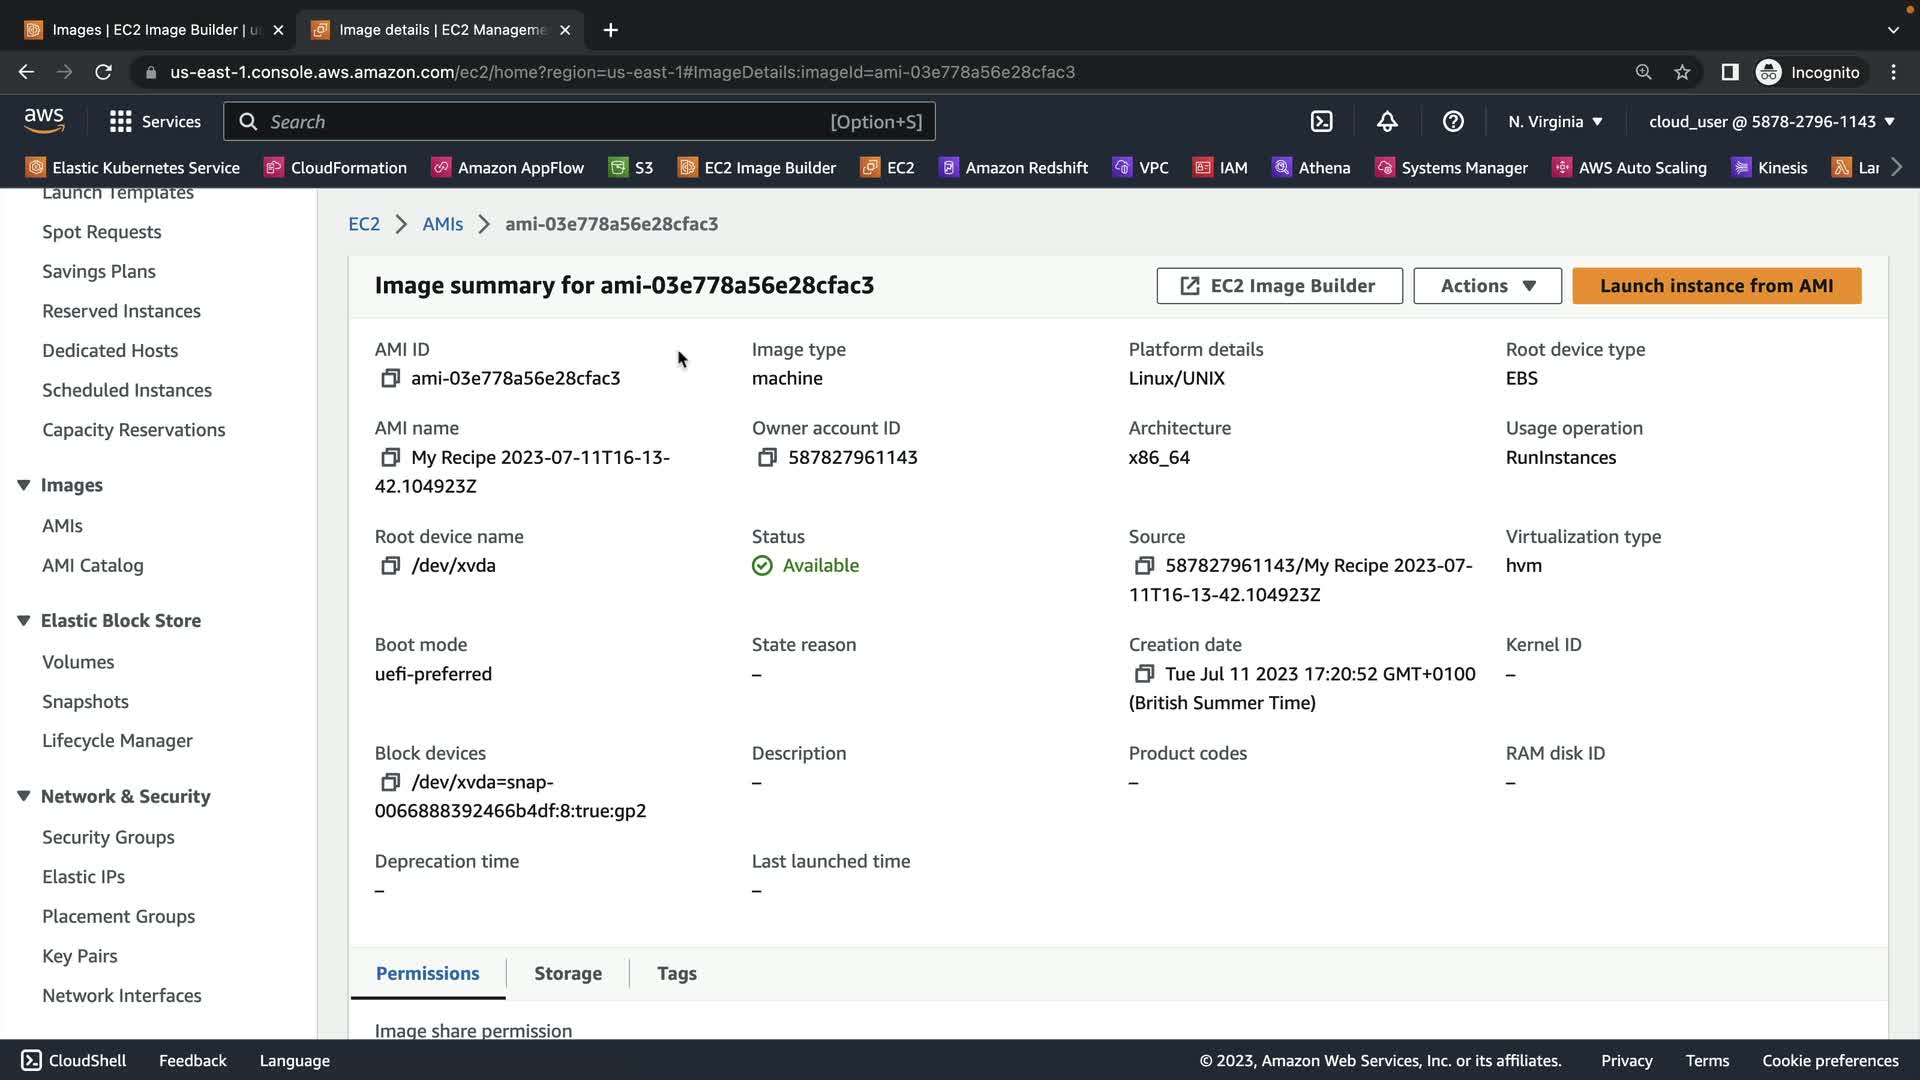 Images | EC2 Image Builder | u
Image details | EC2 Manageme
us-east-1.console.aws.amazon.com/ec2/home?region=us-east-1#ImageDetails:imageId=ami-03e778a56e28cfac3
Incognito
aws
Services
Search
[Option+S]
N. Virginia
cloud_user @ 5878-2796-1143
Elastic Kubernetes Service
CloudFormation
Amazon AppFlow
S3
EC2 Image Builder
EC2
Amazon Redshift
VPC
IAM
Athena
Systems Manager
AWS Auto Scaling
Kinesis
Lar
Launch Templates
Spot Requests
Savings Plans
Reserved Instances
Dedicated Hosts
Scheduled Instances
Capacity Reservations
Images
AMIs
AMI Catalog
Elastic Block Store
Volumes
Snapshots
Lifecycle Manager
Network & Security
Security Groups
Elastic IPs
Placement Groups
Key Pairs
Network Interfaces
EC2
AMIs
ami-03e778a56e28cfac3
Image summary for ami-03e778a56e28cfac3
EC2 Image Builder
Actions
Launch instance from AMI
AMI ID
ami-03e778a56e28cfac3
Image type
machine
Platform details
Linux/UNIX
Root device type
EBS
AMI name
My Recipe 2023-07-11T16-13-
42.104923Z
Owner account ID
587827961143
Architecture
x86_64
Usage operation
RunInstances
Root device name
/dev/xvda
Status
Available
Source
587827961143/My Recipe 2023-07-
11T16-13-42.104923Z
Virtualization type
hvm
Boot mode
uefi-preferred
State reason
–
Creation date
Tue Jul 11 2023 17:20:52 GMT+0100
(British Summer Time)
Kernel ID
–
Block devices
/dev/xvda=snap-
0066888392466b4df:8:true:gp2
Description
–
Product codes
–
RAM disk ID
–
Deprecation time
–
Last launched time
–
Permissions
Storage
Tags
Image share permission
CloudShell
Feedback
Language
© 2023, Amazon Web Services, Inc. or its affiliates.
Privacy
Terms
Cookie preferences